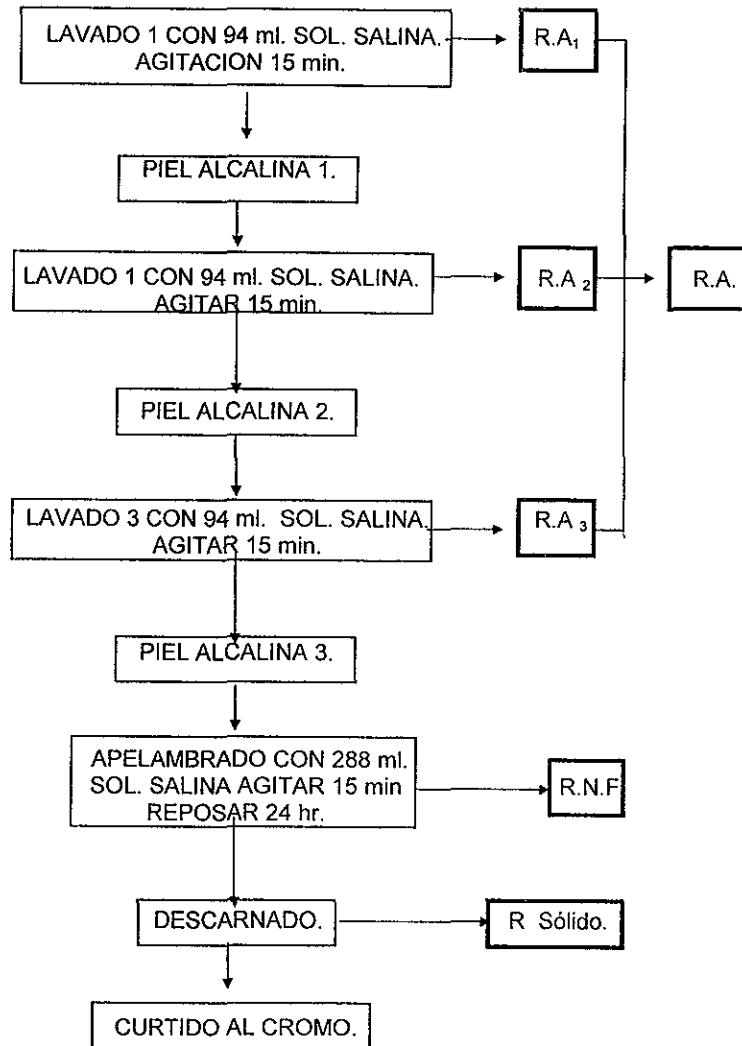 LAVADO 1 CON 94 ml. SOL. SALINA.
AGITACION 15 min.
R.A₁
PIEL ALCALINA 1.
LAVADO 1 CON 94 ml. SOL. SALINA.
AGITAR 15 min.
R.A ₂
R.A.
PIEL ALCALINA 2.
LAVADO 3 CON 94 ml. SOL. SALINA.
AGITAR 15 min.
R.A ₃
PIEL ALCALINA 3.
APELAMBRADO CON 288 ml.
SOL. SALINA AGITAR 15 min
REPOSAR 24 hr.
R.N.F
DESCARNADO.
R Sólido.
CURTIDO AL CROMO.